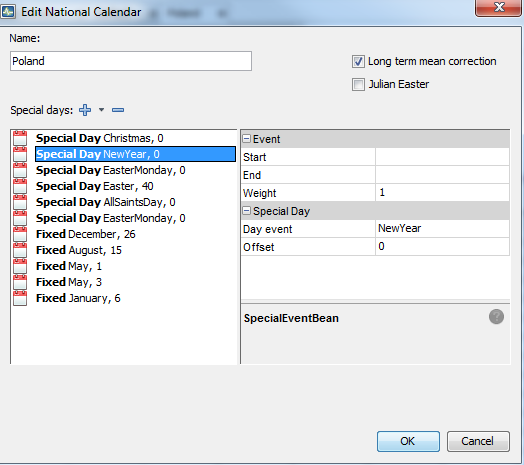 Edit National Calendar
Name:
Poland
Long term mean correction
Julian Easter
Special days:
Special Day Christmas, 0
Special Day NewYear, 0
Special Day EasterMonday, 0
Special Day Easter, 40
Special Day AllSaintsDay, 0
Special Day EasterMonday, 0
Fixed December, 26
Fixed August, 15
Fixed May, 1
Fixed May, 3
Fixed January, 6
Event
Start
End
Weight 1
Special Day
Day event NewYear
Offset 0
SpecialEventBean
?
OK Cancel